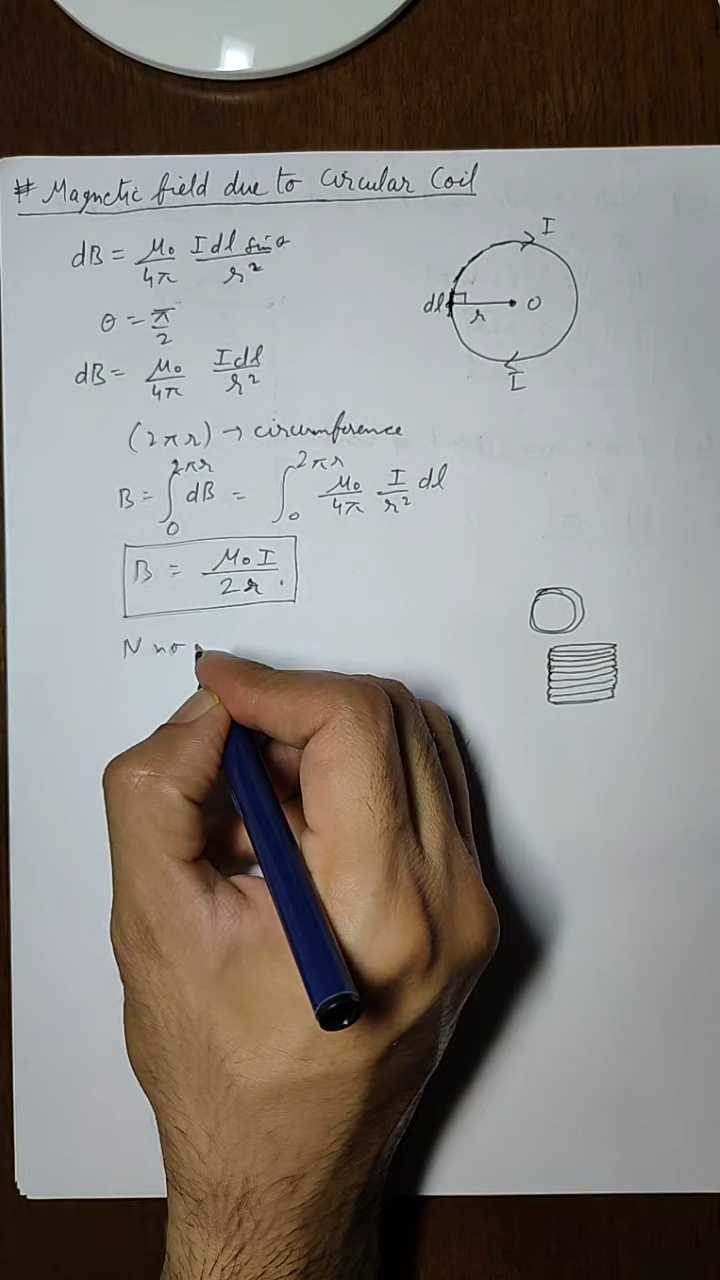 # Magnetic field due to Circular Coil
dB = μ₀/4π I dl sinθ/r²
θ = π/2
dB = μ₀/4π Idl/r²
(2πr) → circumference
B = ∫₀^2πr dB = ∫₀^2πr μ₀/4π I/r² dl
B = μ₀I/2r.
N no
I
dl
r
O
I